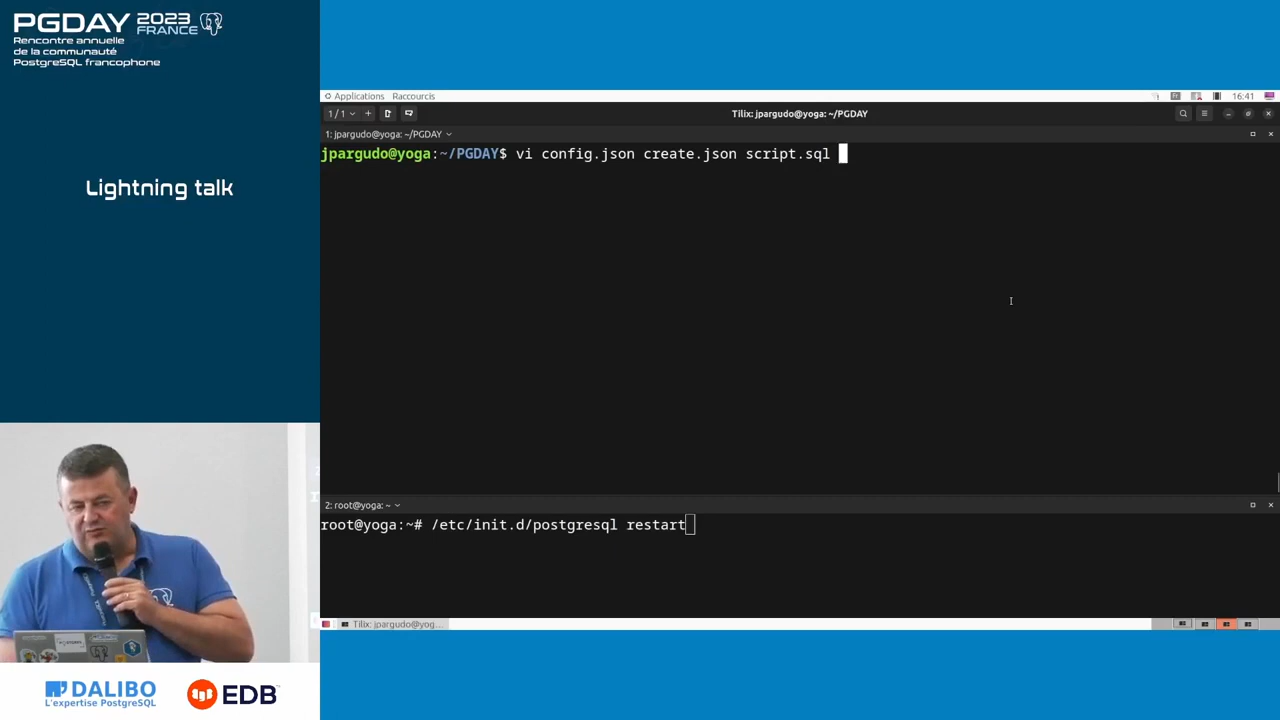 PGDAY 2023 FRANCE
Rencontre annuelle
de la communauté
PostgreSQL francophone
Lightning talk
Applications Raccourcis
16:41
1 / 1
Tilix: jpargudo@yoga: ~/PGDAY
1: jpargudo@yoga: ~/PGDAY
jpargudo@yoga:~/PGDAY$ vi config.json create.json script.sql
2: root@yoga: ~
root@yoga:~# /etc/init.d/postgresql restart
Tilix: jpargudo@yog...
DALIBO
L'expertise PostgreSQL
EDB